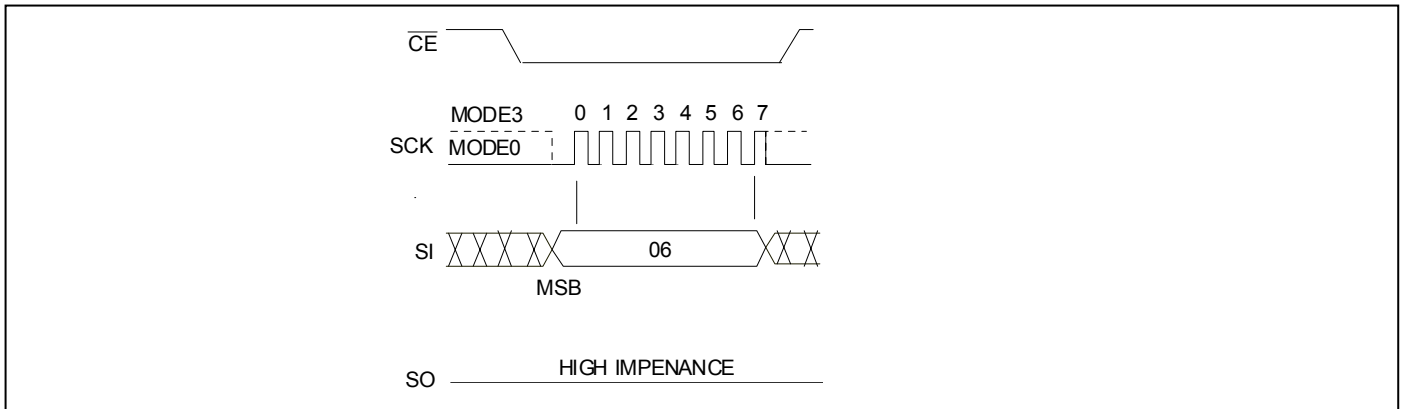 CE
MODE3 0 1 2 3 4 5 6 7
SCK MODE0
SI 06
MSB
HIGH IMPENANCE
SO